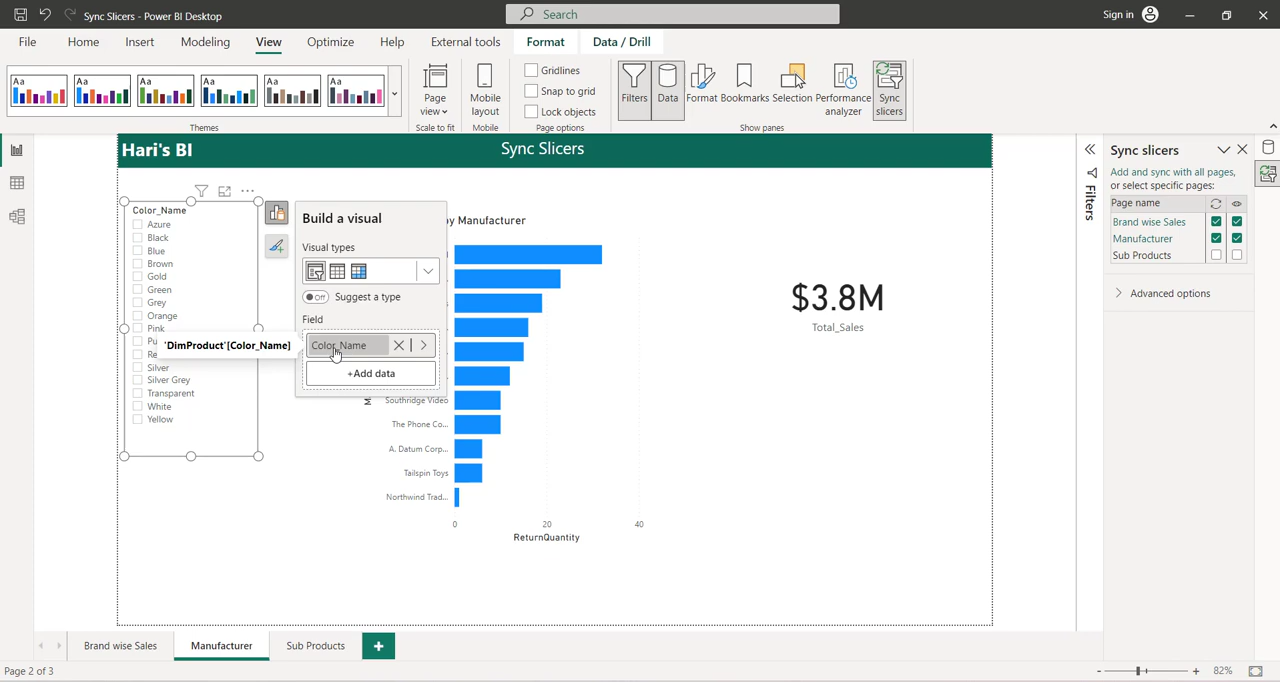 Sync Slicers - Power BI Desktop
Search
Sign in
File
Home
Insert
Modeling
View
Optimize
Help
External tools
Format
Data / Drill
Aa
Aa
Aa
Aa
Aa
Aa
Themes
Page view
Scale to fit
Mobile layout
Mobile
Gridlines
Snap to grid
Lock objects
Page options
Filters
Data
Format
Bookmarks
Selection
Performance analyzer
Sync slicers
Show panes
Hari's BI
Sync Slicers
Color_Name
Azure
Black
Blue
Brown
Gold
Green
Grey
Orange
Pink
Pu
Re
Silver
Silver Grey
Transparent
White
Yellow
'DimProduct'[Color_Name]
Build a visual
Visual types
Off
Suggest a type
Field
Color_Name
+Add data
y Manufacturer
Southridge Video
The Phone Co...
A. Datum Corp...
Tailspin Toys
Northwind Trad...
0
20
40
ReturnQuantity
$3.8M
Total_Sales
Filters
Sync slicers
Add and sync with all pages,
or select specific pages:
Page name
Brand wise Sales
Manufacturer
Sub Products
Advanced options
Brand wise Sales
Manufacturer
Sub Products
+
Page 2 of 3
- + 82%